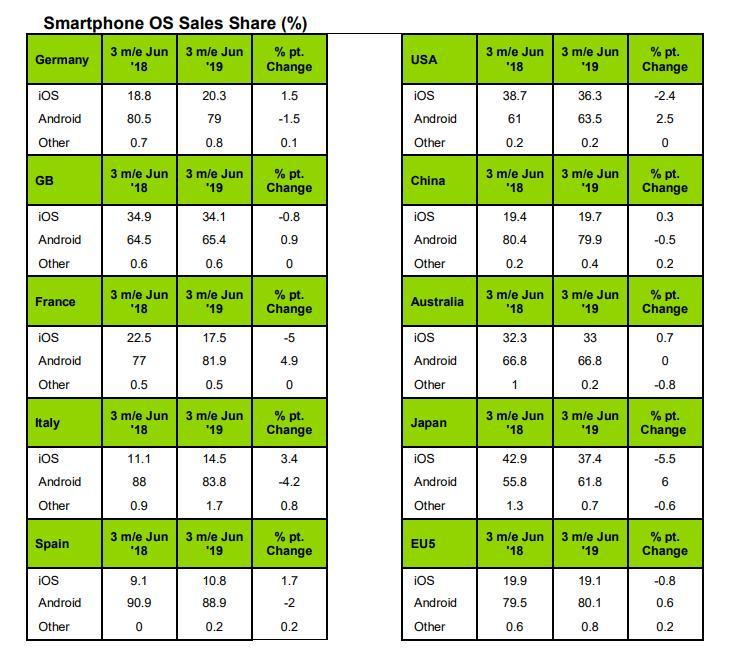 Smartphone OS Sales Share (%)
Germany 3 m/e Jun '18 3 m/e Jun '19 % pt. Change
iOS 18.8 20.3 1.5
Android 80.5 79 -1.5
Other 0.7 0.8 0.1
GB 3 m/e Jun '18 3 m/e Jun '19 % pt. Change
iOS 34.9 34.1 -0.8
Android 64.5 65.4 0.9
Other 0.6 0.6 0
France 3 m/e Jun '18 3 m/e Jun '19 % pt. Change
iOS 22.5 17.5 -5
Android 77 81.9 4.9
Other 0.5 0.5 0
Italy 3 m/e Jun '18 3 m/e Jun '19 % pt. Change
iOS 11.1 14.5 3.4
Android 88 83.8 -4.2
Other 0.9 1.7 0.8
Spain 3 m/e Jun '18 3 m/e Jun '19 % pt. Change
iOS 9.1 10.8 1.7
Android 90.9 88.9 -2
Other 0 0.2 0.2
USA 3 m/e Jun '18 3 m/e Jun '19 % pt. Change
iOS 38.7 36.3 -2.4
Android 61 63.5 2.5
Other 0.2 0.2 0
China 3 m/e Jun '18 3 m/e Jun '19 % pt. Change
iOS 19.4 19.7 0.3
Android 80.4 79.9 -0.5
Other 0.2 0.4 0.2
Australia 3 m/e Jun '18 3 m/e Jun '19 % pt. Change
iOS 32.3 33 0.7
Android 66.8 66.8 0
Other 1 0.2 -0.8
Japan 3 m/e Jun '18 3 m/e Jun '19 % pt. Change
iOS 42.9 37.4 -5.5
Android 55.8 61.8 6
Other 1.3 0.7 -0.6
EU5 3 m/e Jun '18 3 m/e Jun '19 % pt. Change
iOS 19.9 19.1 -0.8
Android 79.5 80.1 0.6
Other 0.6 0.8 0.2